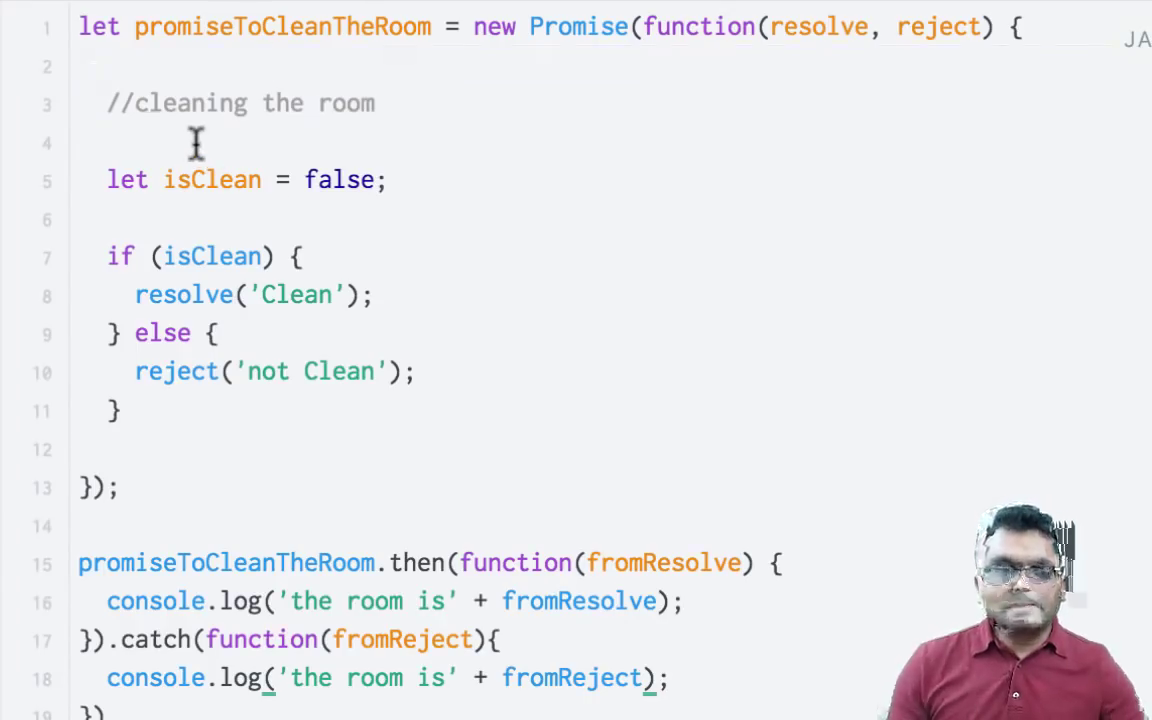 1 let promiseToCleanTheRoom = new Promise(function(resolve, reject) {
JA
2
3 //cleaning the room
4
5 let isClean = false;
6
7 if (isClean) {
8 resolve('Clean');
9 } else {
10 reject('not Clean');
11 }
12
13 });
14
15 promiseToCleanTheRoom.then(function(fromResolve) {
16 console.log('the room is' + fromResolve);
17 }).catch(function(fromReject){
18 console.log('the room is' + fromReject);
19 })